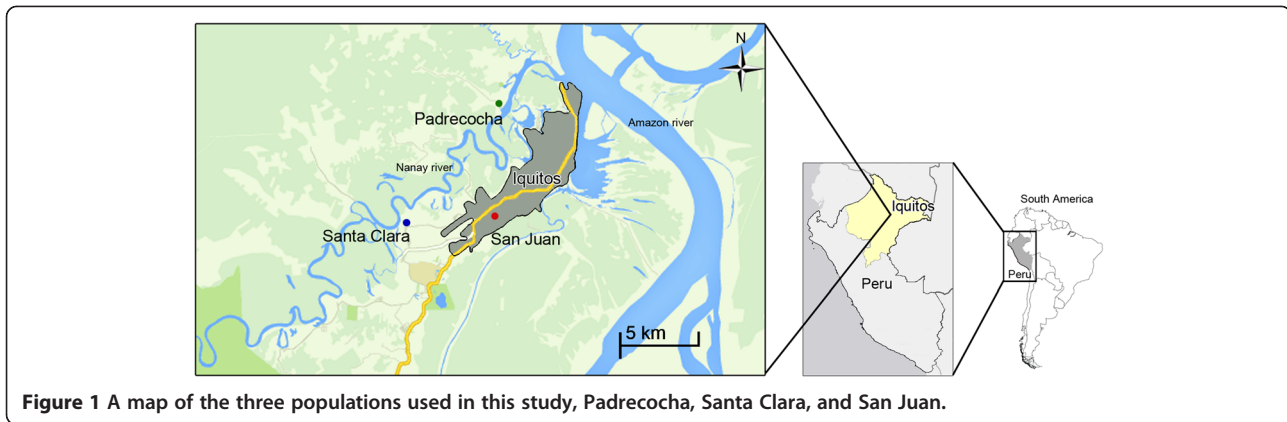 N
Padrecocha
Amazon river
Nanay river
Iquitos
Santa Clara
San Juan
5 km
Iquitos
Peru
South America
Peru
Figure 1 A map of the three populations used in this study, Padrecocha, Santa Clara, and San Juan.